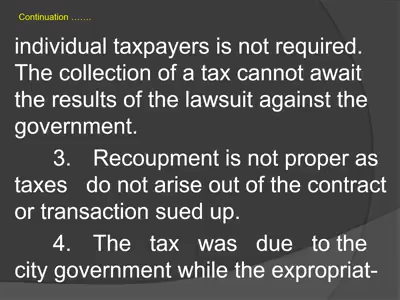 Continuation …….
individual taxpayers is not required.
The collection of a tax cannot await
the results of the lawsuit against the
government.
3. Recoupment is not proper as
taxes do not arise out of the contract
or transaction sued up.
4. The tax was due to the
city government while the expropriat-